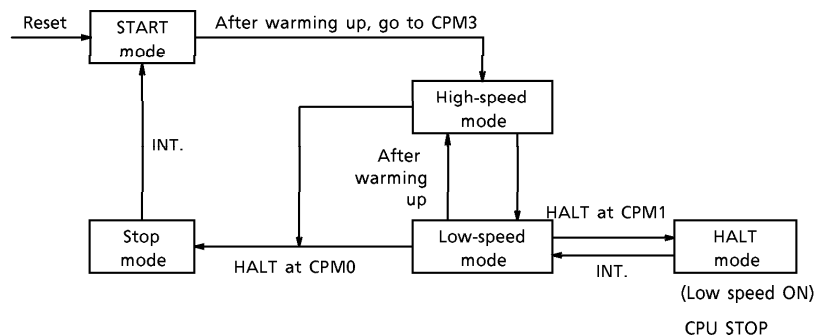 Reset
START
mode
After warming up, go to CPM3
High-speed
mode
INT.
After
warming
up
HALT at CPM1
Stop
mode
HALT at CPM0
Low-speed
mode
INT.
HALT
mode
(Low speed ON)
CPU STOP